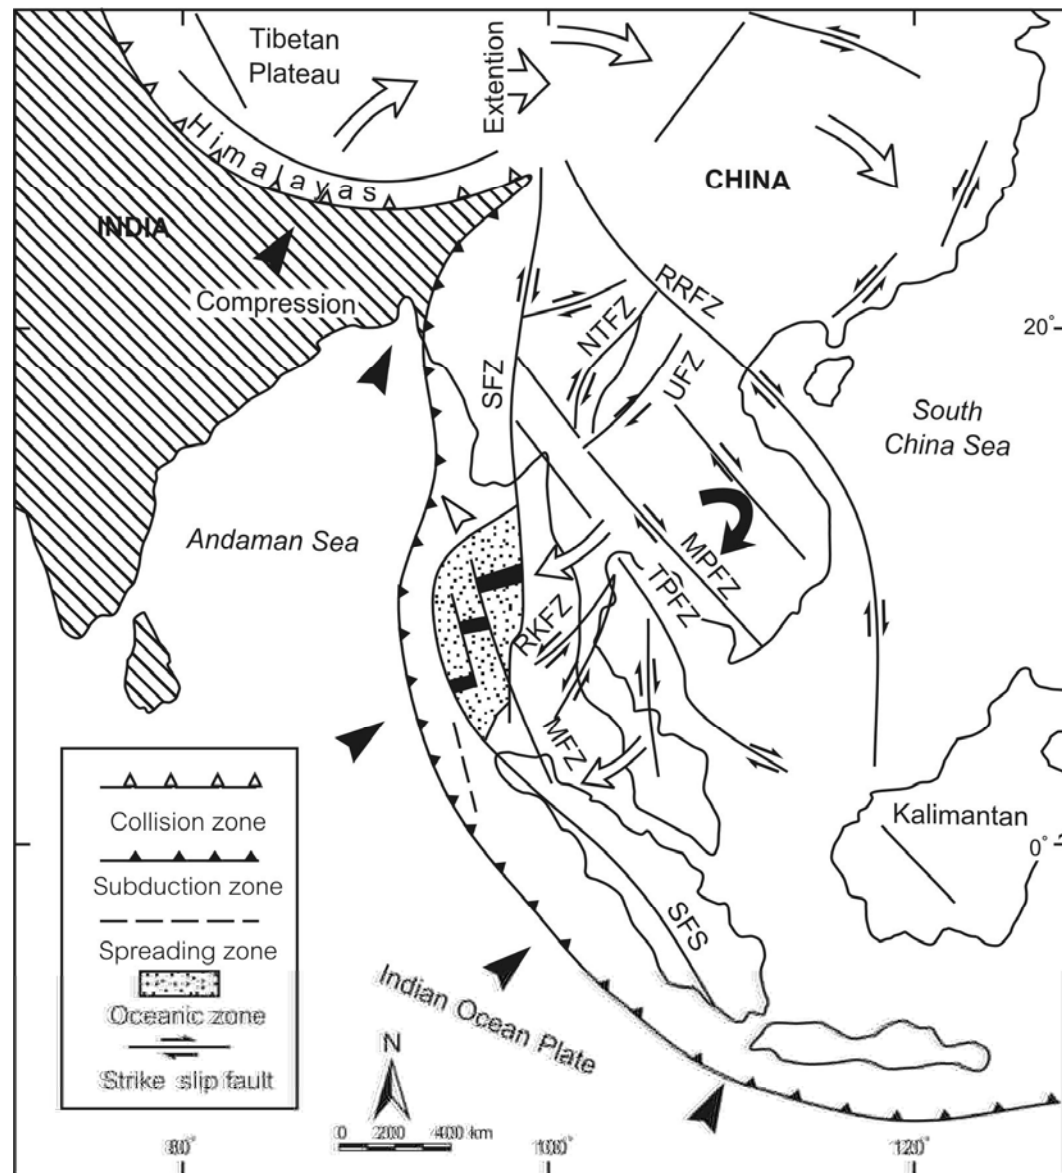 Tibetan
Plateau
Extention
Himalayas
CHINA
INDIA
Compression
RRFZ
NTFZ
20°
SFZ
UFZ
South
China Sea
Andaman Sea
MPFZ
TPFZ
RKFZ
MFZ
Kalimantan
Collision zone
0°
Subduction zone
SFS
Spreading zone
Indian Ocean Plate
Oceanic zone
N
Strike slip fault
0 200 400 km
80° 100° 120°